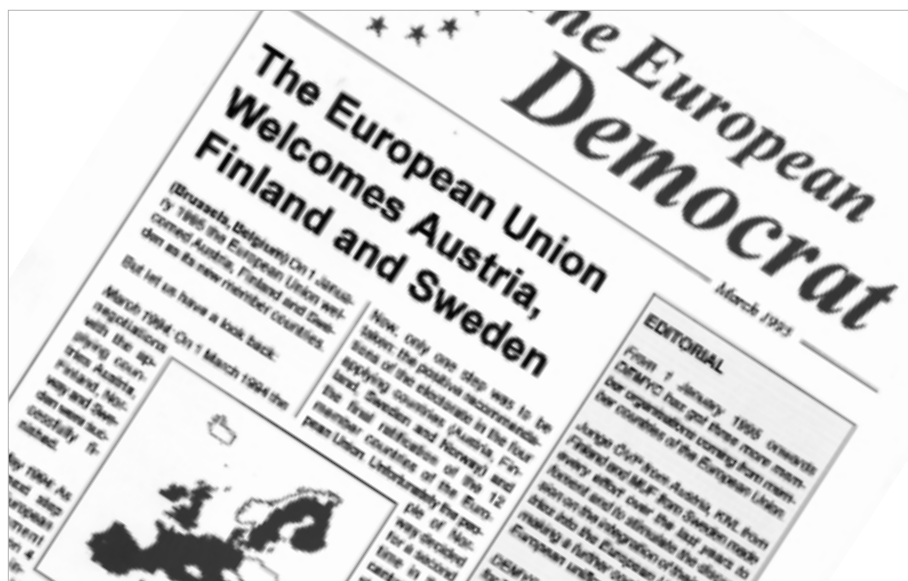 The European
Democrat
March 1995
The European Union
Welcomes Austria,
Finland and Sweden
(Brussels, Belgium) On 1 Janua-
ry 1995 the European Union wel-
comed Austria, Finland and Swe-
den as its new member countries.
But let us have a look back:
March 1994: On 1 March 1994 the
negotiations
with the ap-
plying coun-
tries Austria,
Finland, Nor-
way and Swe-
den were suc-
cessfully fi-
nished.
1994: As
Now, only one step was to be
taken: the positive recommenda-
tions of the electorate in the four
applying countries (Austria, Fin-
land, Sweden and Norway) and
the final ratification of the 12
member countries of the Euro-
pean Union. Unfortunately the peo-
ple of Nor-
way decided
for a second
time in
EDITORIAL
From 1 January 1995 onwards
DEMYC has got three more mem-
ber organisations coming from mem-
ber countries of the European Union.
Junge ÖVP from Austria, KNL from
Finland and MUF from Sweden made
every effort over the last years to
forward and to stimulate the discus-
sion on the integration of their
into the European
making a further
European
DEMYC